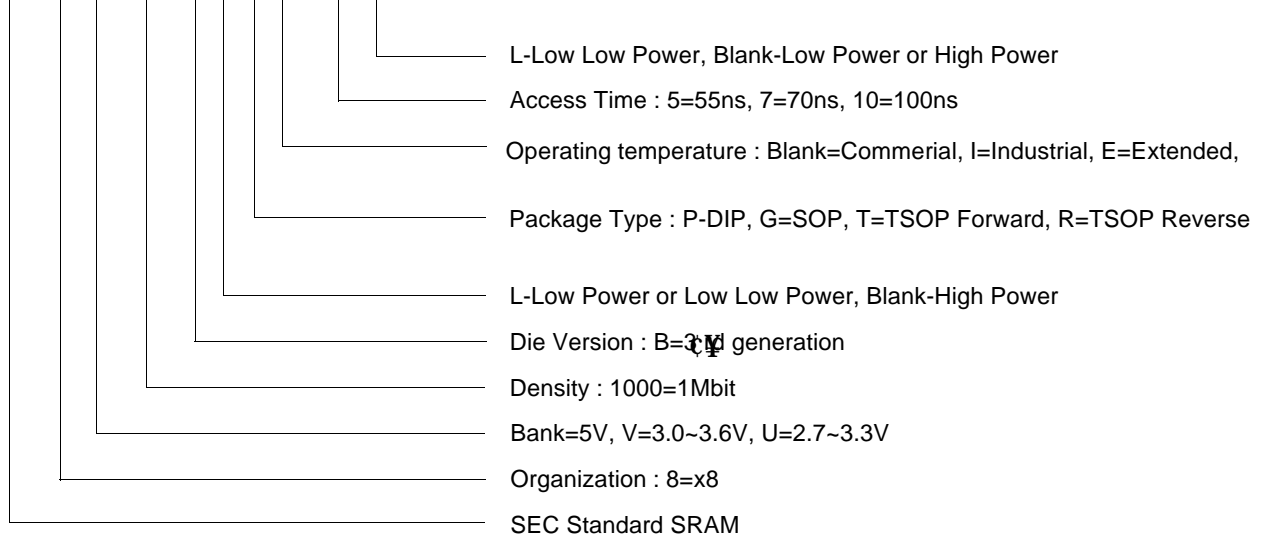 L-Low Low Power, Blank-Low Power or High Power
Access Time : 5=55ns, 7=70ns, 10=100ns
Operating temperature : Blank=Commerial, I=Industrial, E=Extended,
Package Type : P-DIP, G=SOP, T=TSOP Forward, R=TSOP Reverse
L-Low Power or Low Low Power, Blank-High Power
Die Version : generation
Density : 1000=1Mbit
Bank=5V, V=3.0~3.6V, U=2.7~3.3V
Organization : 8=x8
SEC Standard SRAM